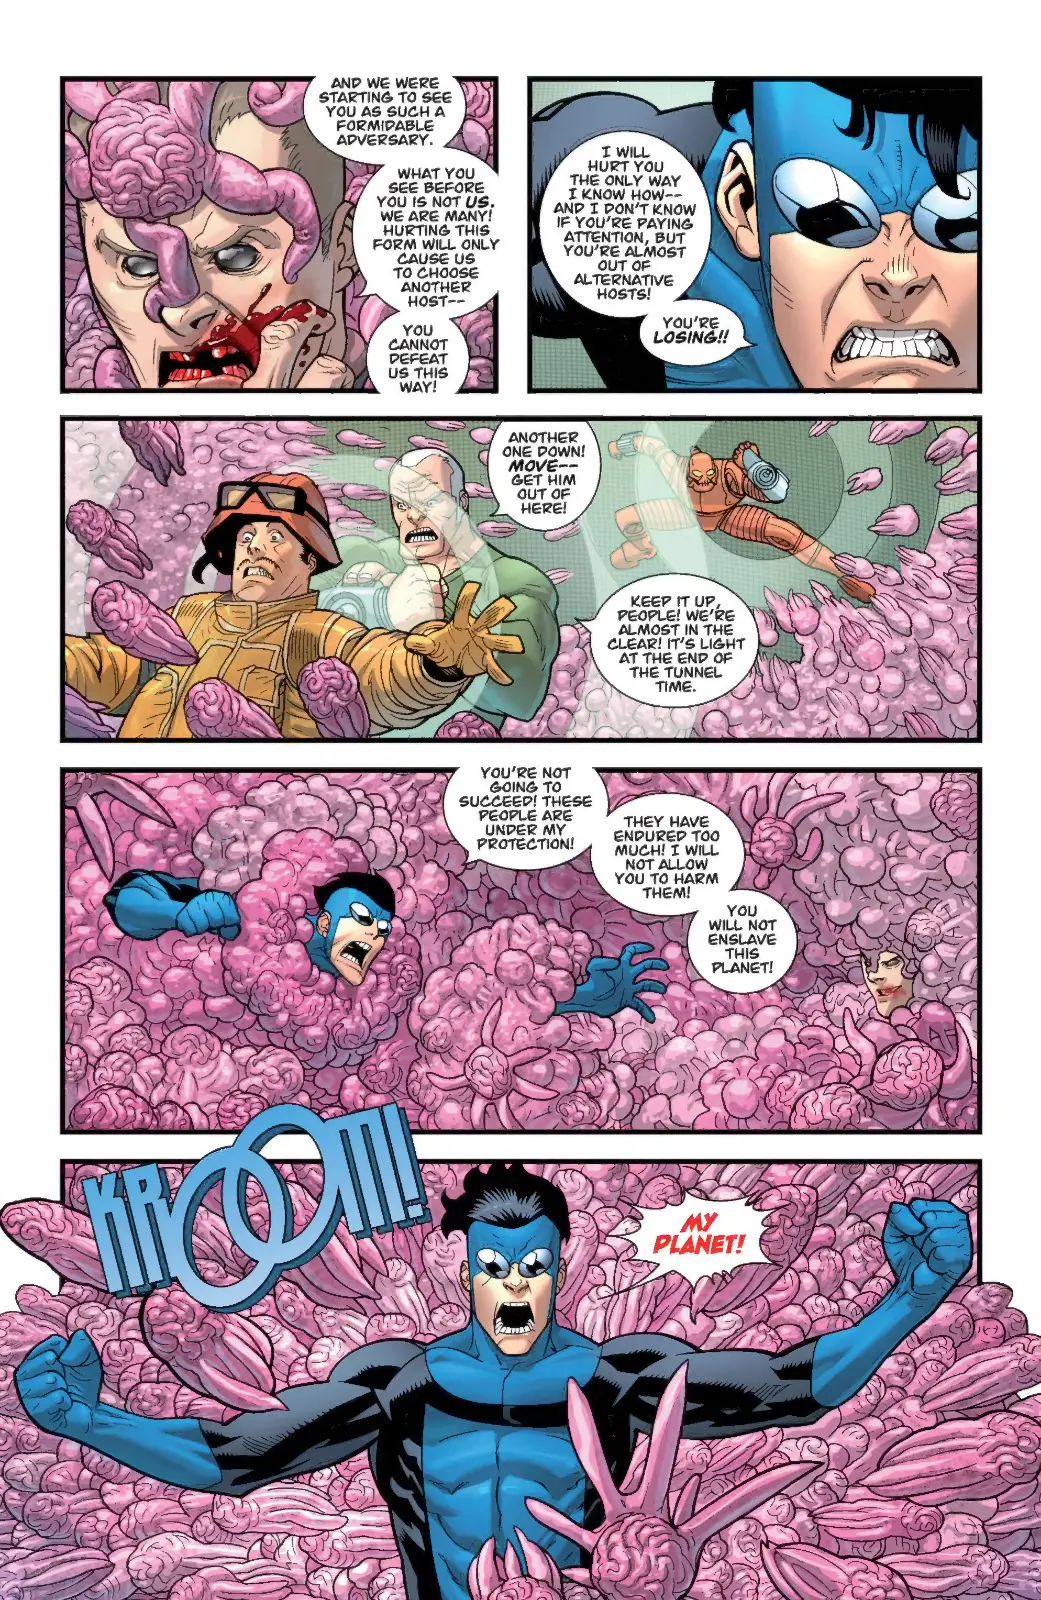 AND WE WERE
STARTING TO SEE
YOU AS SUCH A
FORMIDABLE
ADVERSARY.
WHAT YOU
SEE BEFORE
YOU IS NOT US.
WE ARE MANY!
HURTING THIS
FORM WILL ONLY
CAUSE US
TO CHOOSE
ANOTHER
HOST--
YOU
CANNOT
DEFEAT
US THIS
WAY!
I WILL
HURT YOU
THE ONLY WAY
I KNOW HOW--
AND I DON'T KNOW
IF YOU'RE PAYING
ATTENTION, BUT
YOU'RE ALMOST
OUT OF
ALTERNATIVE
HOSTS!
YOU'RE
LOSING!!
ANOTHER
ONE DOWN!
MOVE--
GET HIM
OUT OF
HERE!
KEEP IT UP,
PEOPLE! WE'RE
ALMOST IN THE
CLEAR! IT'S LIGHT
AT THE END OF
THE TUNNEL
TIME.
YOU'RE NOT
GOING TO
SUCCEED! THESE
PEOPLE ARE
UNDER MY
PROTECTION!
THEY HAVE
ENDURED TOO
MUCH! I WILL
NOT ALLOW
YOU TO HARM
THEM!
YOU
WILL NOT
ENSLAVE
THIS
PLANET!
KROOM!
MY
PLANET!